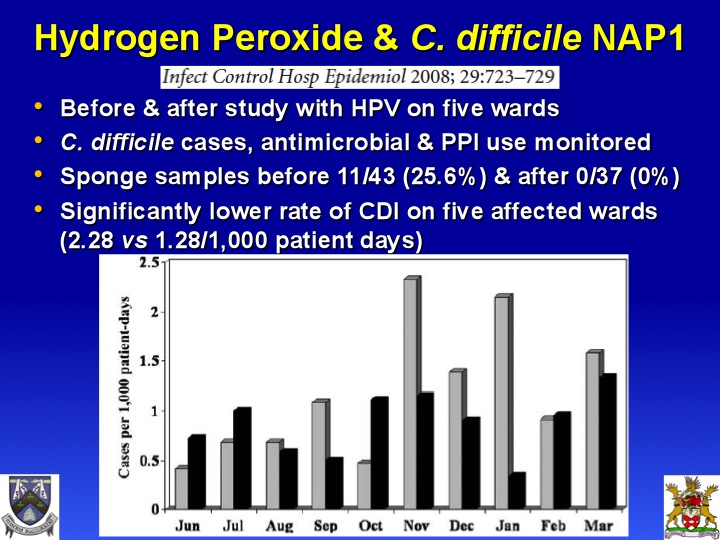 Hydrogen Peroxide & C. difficile NAP1
Infect Control Hosp Epidemiol 2008; 29:723–729
• Before & after study with HPV on five wards
• C. difficile cases, antimicrobial & PPI use monitored
• Sponge samples before 11/43 (25.6%) & after 0/37 (0%)
• Significantly lower rate of CDI on five affected wards
(2.28 vs 1.28/1,000 patient days)
Cases per 1,000 patient-days
2.5
2
1.5
1
0.5
0
Jun Jul Aug Sep Oct Nov Dec Jan Feb Mar